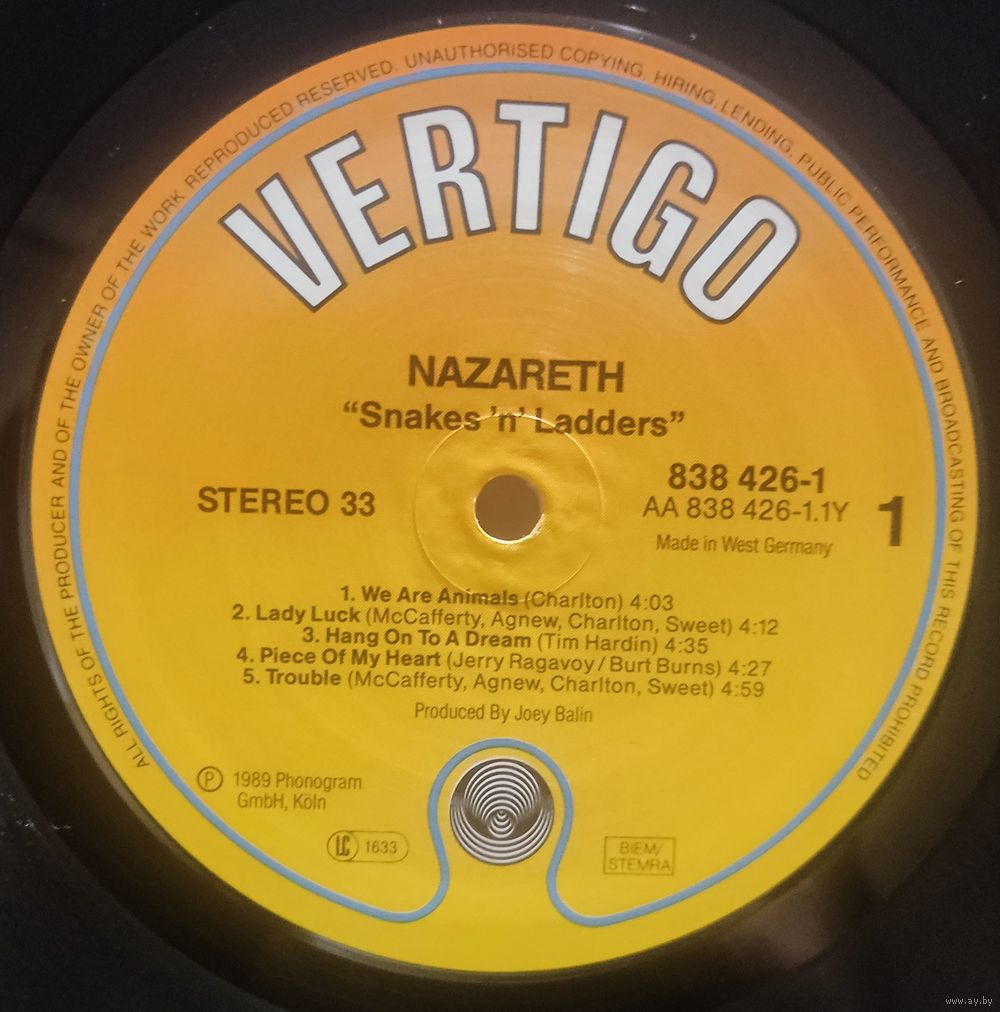 ALL RIGHTS OF THE PRODUCER AND OF THE OWNER OF THE WORK REPRODUCED RESERVED. UNAUTHORISED COPYING, HIRING, LENDING, PUBLIC PERFORMANCE AND BROADCASTING OF THIS RECORD PROHIBITED
VERTIGO
NAZARETH
“Snakes ’n’ Ladders”
STEREO 33
838 426-1
AA 838 426-1.1Y
1
Made in West Germany
1. We Are Animals (Charlton) 4:03
2. Lady Luck (McCafferty, Agnew, Charlton, Sweet) 4:12
3. Hang On To A Dream (Tim Hardin) 4:35
4. Piece Of My Heart (Jerry Ragavoy / Burt Burns) 4:27
5. Trouble (McCafferty, Agnew, Charlton, Sweet) 4:59
Produced By Joey Balin
Ⓟ 1989 Phonogram
GmbH, Köln
LC 1633
BIEM/
STEMRA
www.ay.by